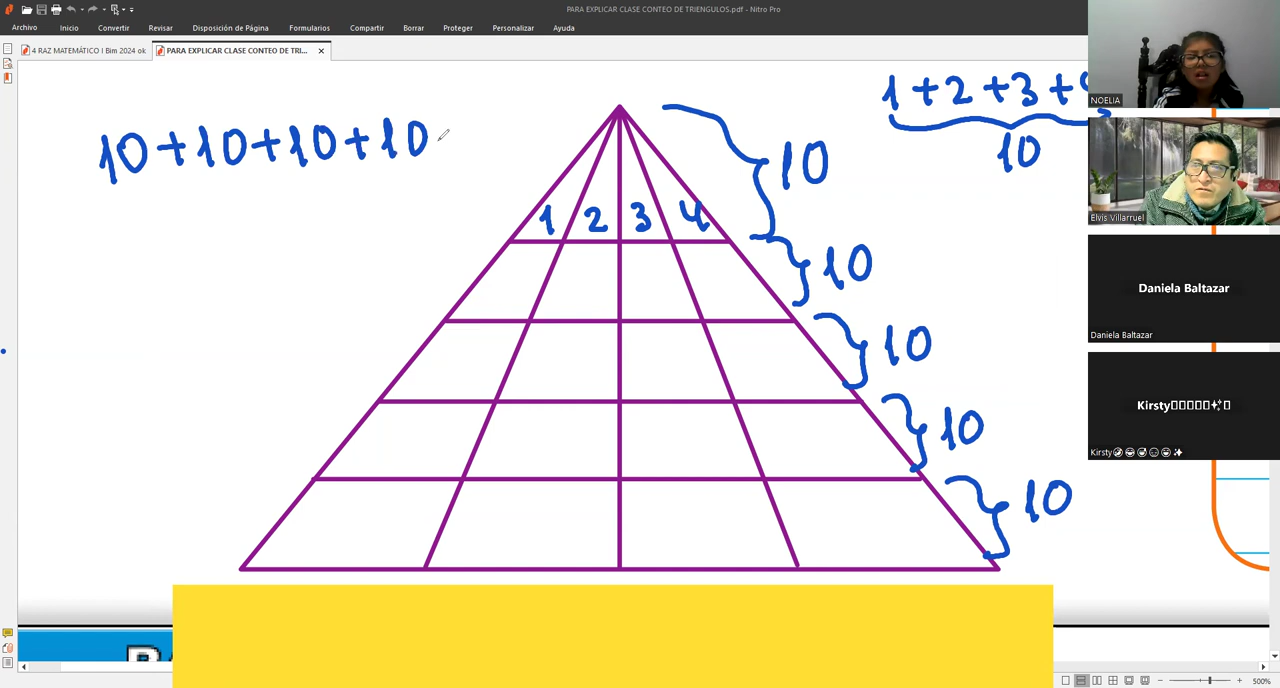 PARA EXPLICAR CLASE CONTEO DE TRIENGULOS.pdf - Nitro Pro
Archivo Inicio Convertir Revisar Disposición de Página Formularios Compartir Borrar Proteger Personalizar Ayuda
4 RAZ MATEMÁTICO I Bim 2024 ok
PARA EXPLICAR CLASE CONTEO DE TRI...
10+10+10+10
1+2+3+
10
10
1 2 3 4
10
10
10
10
NOELIA
Elvis Villarruel
Daniela Baltazar
Daniela Baltazar
Kirsty
Kirsty
500%